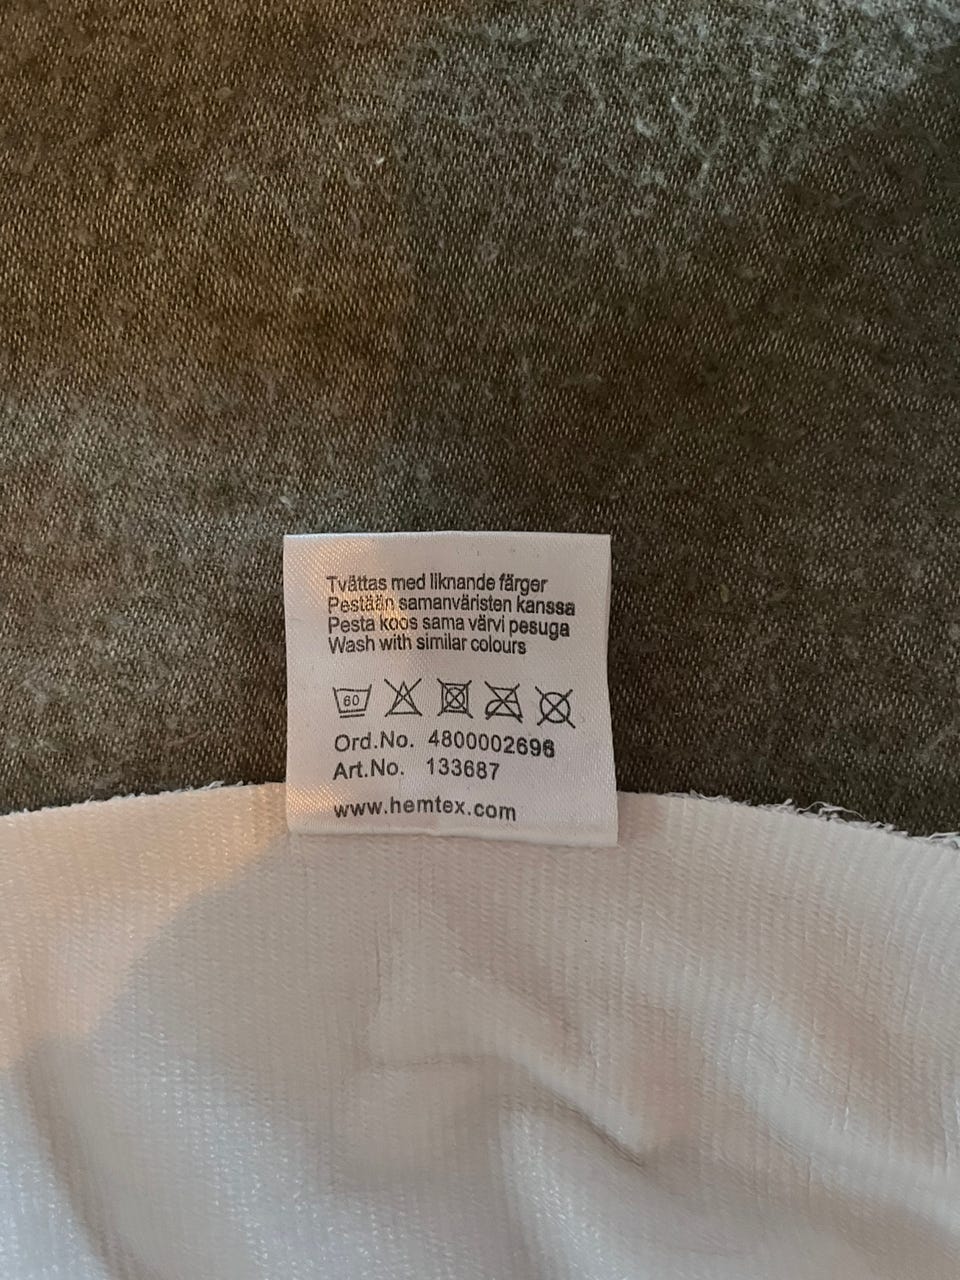 Tvättas med liknande färger
Pestään samanväristen kanssa
Pesta koos sama värvi pesuga
Wash with similar colours
60
Ord.No. 4800002696
Art.No. 133687
www.hemtex.com